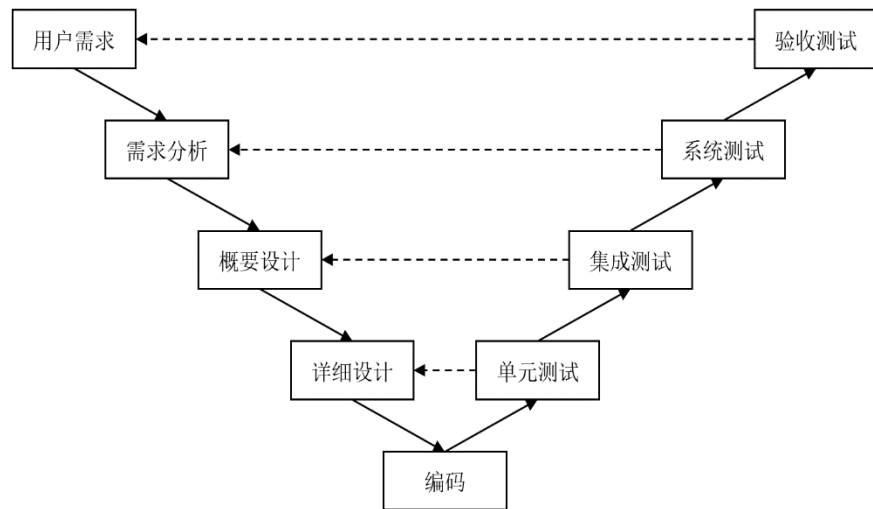 用户需求
验收测试
需求分析
系统测试
概要设计
集成测试
详细设计
单元测试
编码